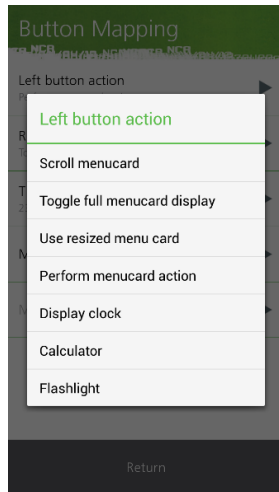 Button Mapping
Left button action
Left button action
Scroll menucard
Toggle full menucard display
Use resized menu card
Perform menucard action
Display clock
Calculator
Flashlight
Return